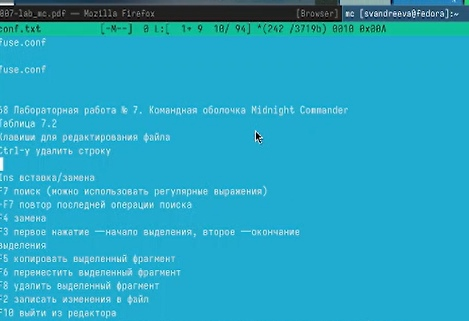 007-lab_mc.pdf — Mozilla Firefox [Browser] mc [svandreeva@fedora]:~
conf.txt [-M--] 0 L:[ 1+ 9 10/ 94] *(242 /3719b) 0010 0x00A
fuse.conf
fuse.conf
68 Лабораторная работа № 7. Командная оболочка Midnight Commander
Таблица 7.2
Клавиши для редактирования файла
Ctrl-y удалить строку
Ins вставка/замена
F7 поиск (можно использовать регулярные выражения)
-F7 повтор последней операции поиска
F4 замена
F3 первое нажатие —начало выделения, второе —окончание
выделения
F5 копировать выделенный фрагмент
F6 переместить выделенный фрагмент
F8 удалить выделенный фрагмент
F2 записать изменения в файл
F10 выйти из редактора